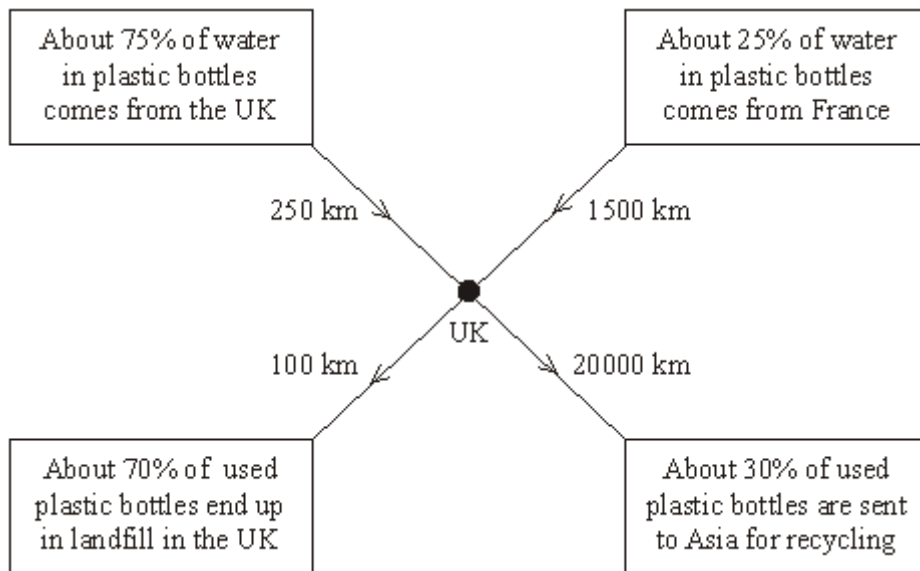 About 75% of water
in plastic bottles
comes from the UK
About 25% of water
in plastic bottles
comes from France
250 km
1500 km
UK
100 km
20000 km
About 70% of used
plastic bottles end up
in landfill in the UK
About 30% of used
plastic bottles are sent
to Asia for recycling